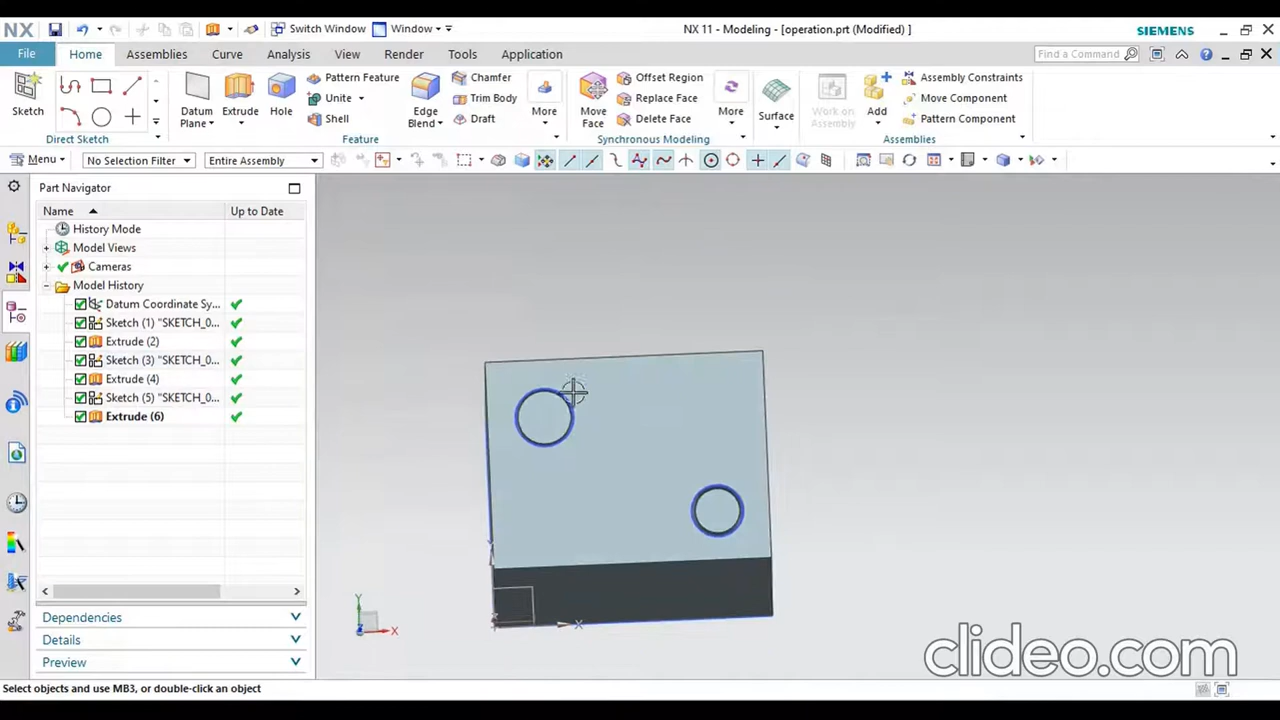 NX Switch Window Window NX 11 - Modeling - [operation.prt (Modified) ] SIEMENS
File Home Assemblies Curve Analysis View Render Tools Application Find a Command
Sketch
Direct Sketch
Datum Plane
Extrude
Hole
Pattern Feature
Unite
Shell
Edge Blend
Chamfer
Trim Body
Draft
More
Feature
Move Face
Offset Region
Replace Face
Delete Face
More
Synchronous Modeling
Surface
Work on Assembly
Add
Assembly Constraints
Move Component
Pattern Component
Assemblies
Menu No Selection Filter Entire Assembly
Part Navigator
Name Up to Date
History Mode
Model Views
Cameras
Model History
Datum Coordinate Sy...
Sketch (1) "SKETCH_0...
Extrude (2)
Sketch (3) "SKETCH_0...
Extrude (4)
Sketch (5) "SKETCH_0...
Extrude (6)
Dependencies
Details
Preview
Y
X
X
clideo.com
Select objects and use MB3, or double-click an object